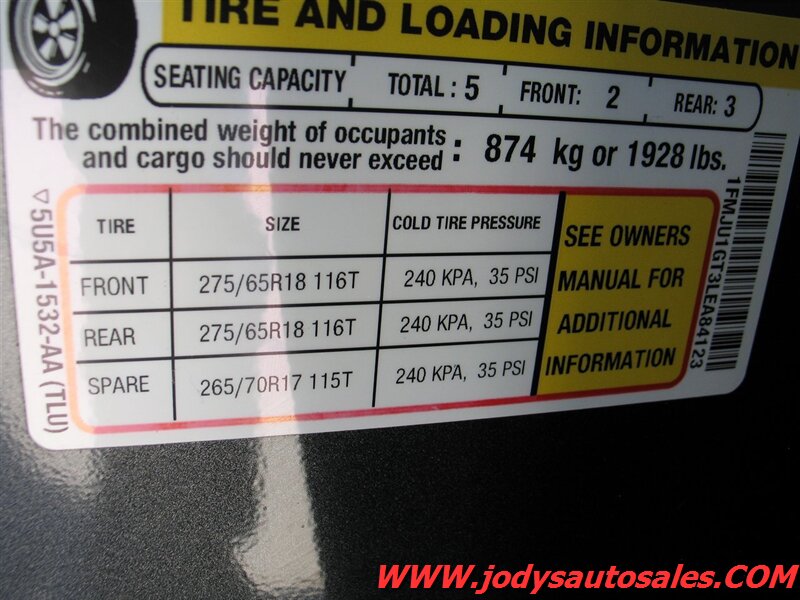 TIRE AND LOADING INFORMATION
SEATING CAPACITY TOTAL : 5 FRONT: 2 REAR: 3
The combined weight of occupants
and cargo should never exceed : 874 kg or 1928 lbs.
TIRE SIZE COLD TIRE PRESSURE
FRONT 275/65R18 116T 240 KPA, 35 PSI
REAR 275/65R18 116T 240 KPA, 35 PSI
SPARE 265/70R17 115T 240 KPA, 35 PSI
SEE OWNERS
MANUAL FOR
ADDITIONAL
INFORMATION
5U5A-1532-AA (TLU)
1FMJU1GT3LEA84123
WWW.jodysautosales.COM